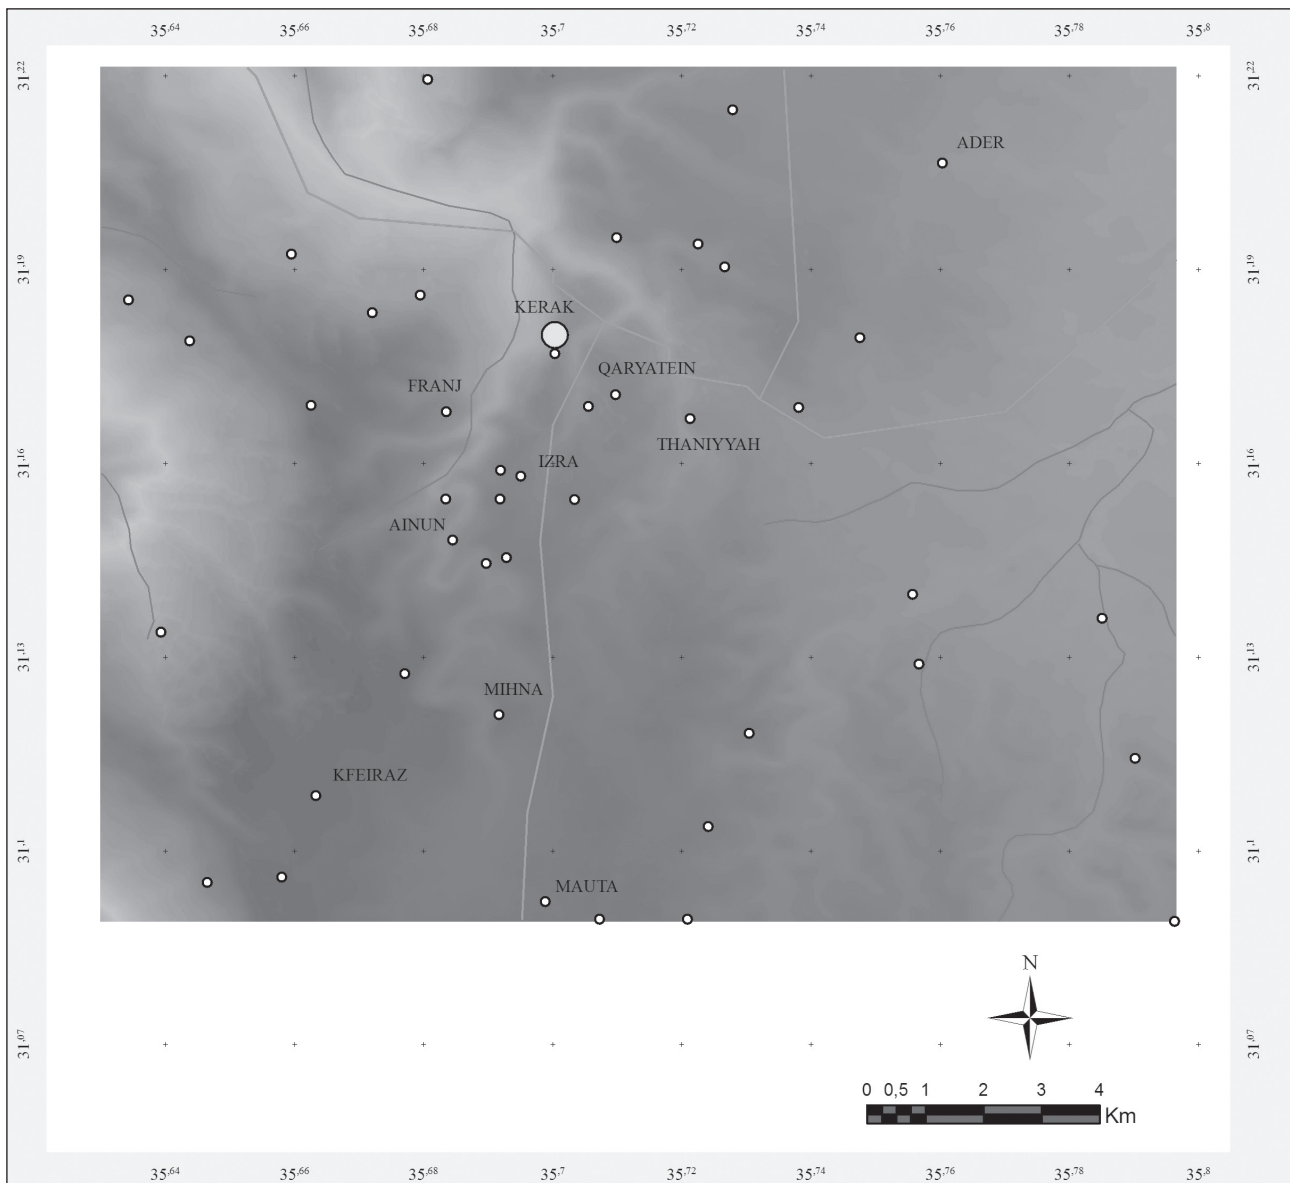 35,64 35,66 35,68 35,7 35,72 35,74 35,76 35,78 35,8
31,22 31,22
ADER
31,19 31,19
KERAK
QARYATEIN
FRANJ
THANIYYAH
IZRA
31,16 31,16
AINUN
31,13 31,13
MIHNA
KFEIRAZ
31,1 31,1
MAUTA
N
31,07 31,07
0 0,5 1 2 3 4
Km
35,64 35,66 35,68 35,7 35,72 35,74 35,76 35,78 35,8